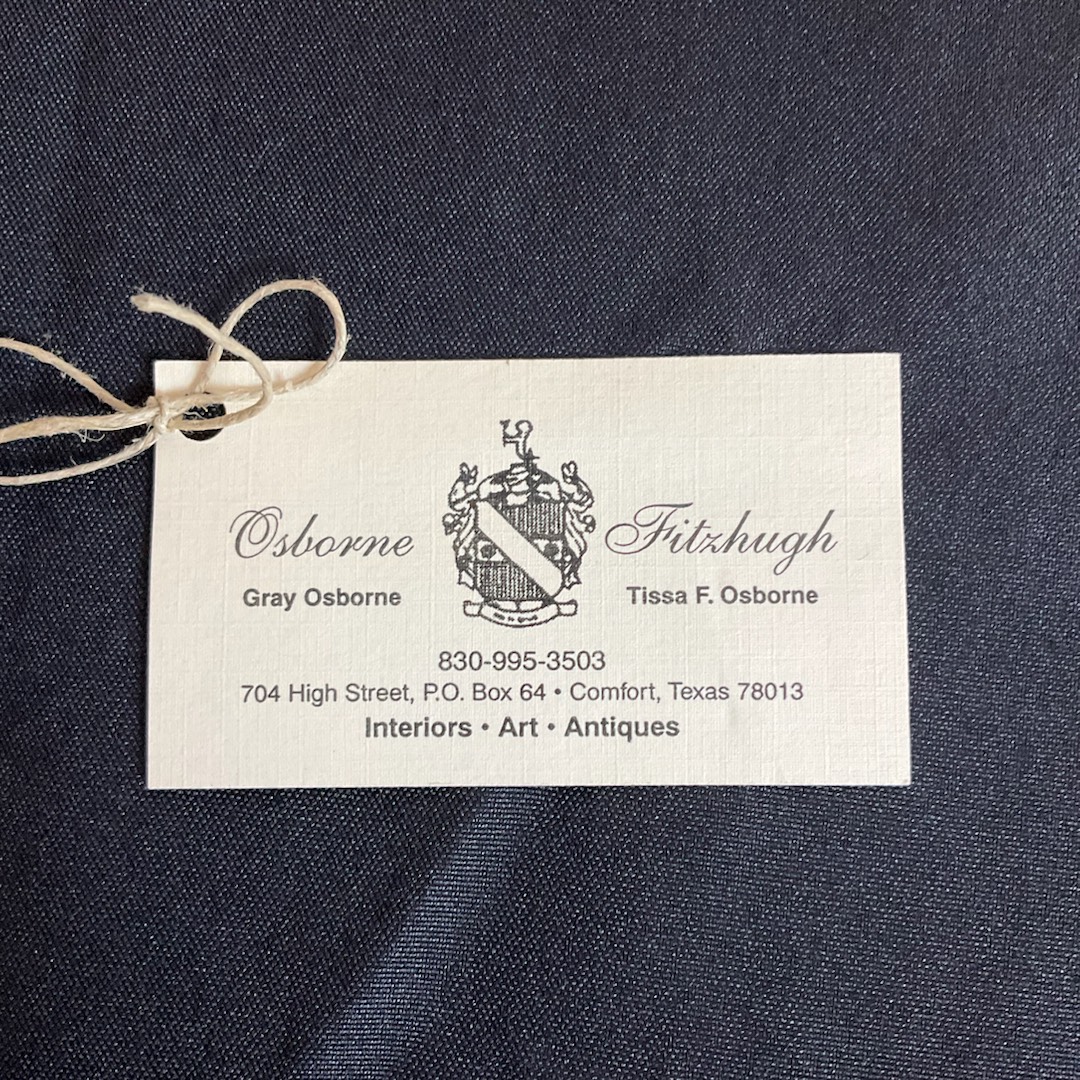 Osborne Fitzhugh
Gray Osborne Tissa F. Osborne
830-995-3503
704 High Street, P.O. Box 64 • Comfort, Texas 78013
Interiors • Art • Antiques